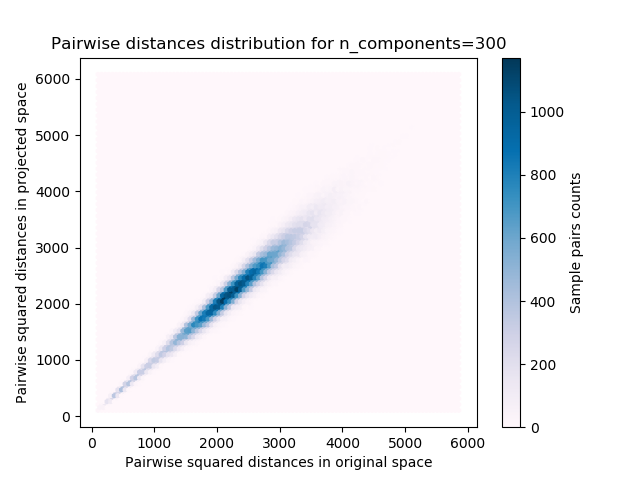 Pairwise distances distribution for n_components=300
Pairwise squared distances in projected space
6000
5000
4000
3000
2000
1000
0
0 1000 2000 3000 4000 5000 6000
Pairwise squared distances in original space
1000
800
600
400
200
0
Sample pairs counts